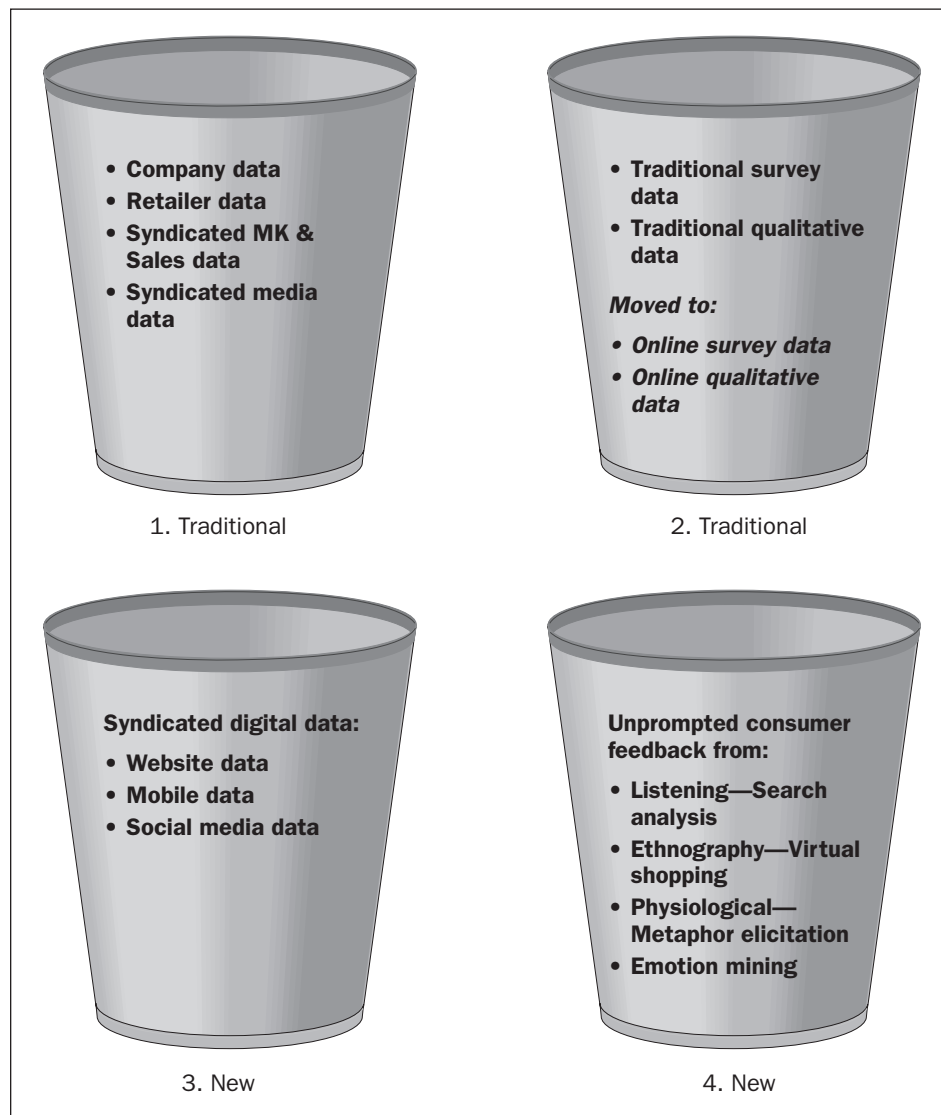 • Company data
• Retailer data
• Syndicated MK &
Sales data
• Syndicated media
data
1. Traditional
• Traditional survey
data
• Traditional qualitative
data
Moved to:
• Online survey data
• Online qualitative
data
2. Traditional
Syndicated digital data:
• Website data
• Mobile data
• Social media data
3. New
Unprompted consumer
feedback from:
• Listening—Search
analysis
• Ethnography—Virtual
shopping
• Physiological—
Metaphor elicitation
• Emotion mining
4. New